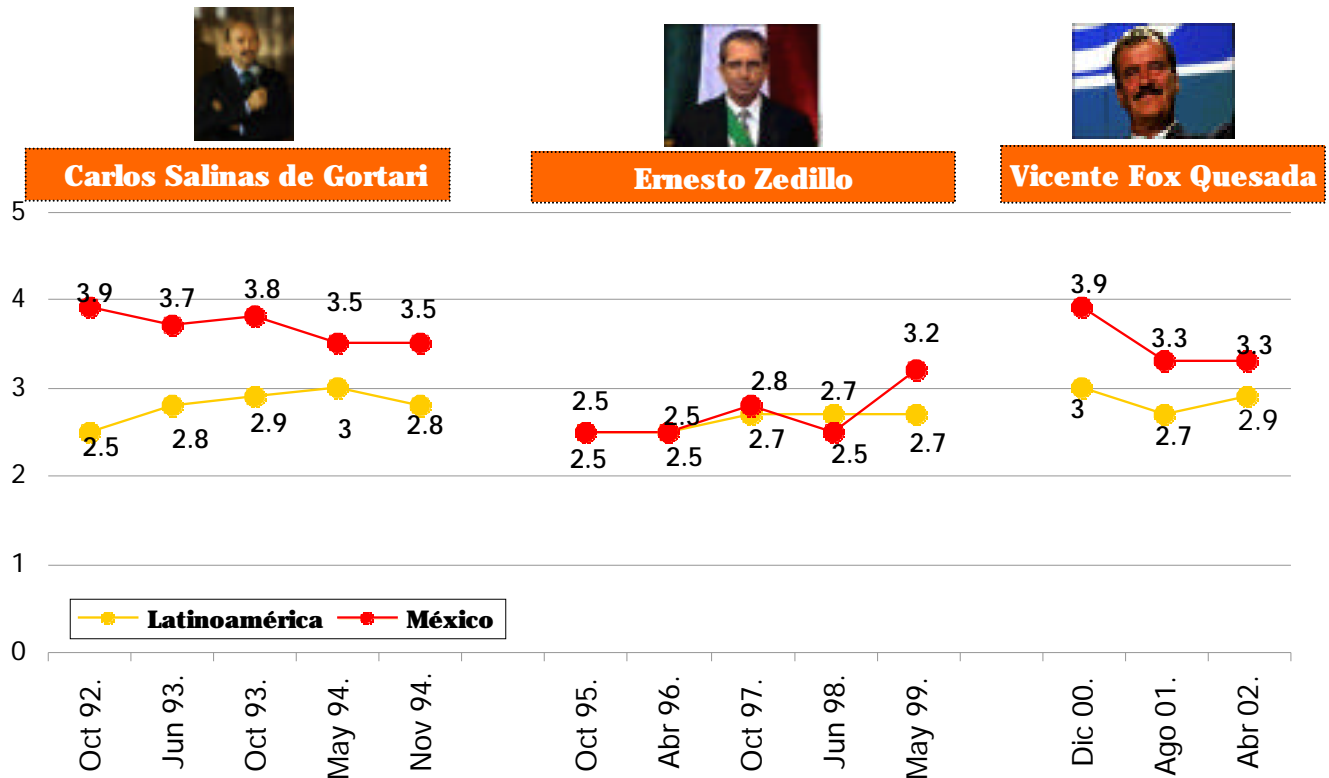 Carlos Salinas de Gortari
Ernesto Zedillo
Vicente Fox Quesada
5
4
3
2
1
0
3.9
3.7
3.8
3.5
3.5
2.5
2.8
2.9
3
2.8
2.5
2.5
2.8
2.7
3.2
2.5
2.5
2.7
2.5
2.7
3.9
3.3
3.3
3
2.7
2.9
Latinoamérica
México
Oct 92.
Jun 93.
Oct 93.
May 94.
Nov 94.
Oct 95.
Abr 96.
Oct 97.
Jun 98.
May 99.
Dic 00.
Ago 01.
Abr 02.